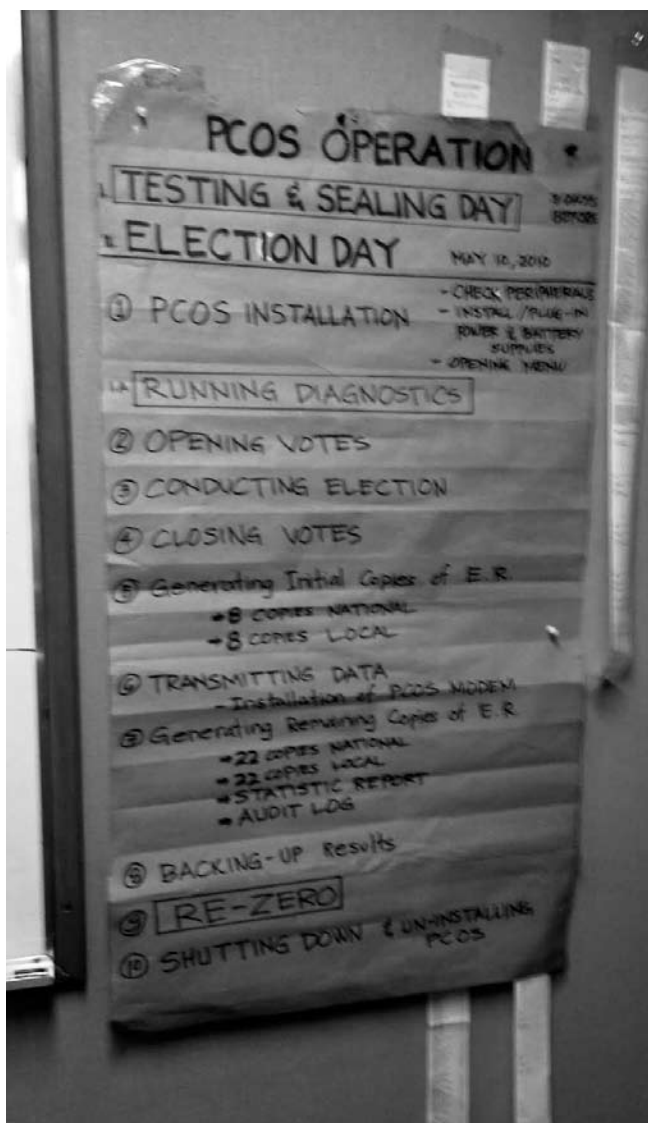 PCOS OPERATION
1. TESTING & SEALING DAY
3 DAYS
BEFORE
2. ELECTION DAY MAY 10, 2010
① PCOS INSTALLATION
- CHECK PERIPHERALS
- INSTALL / PLUG-IN
POWER & BATTERY
SUPPLIES
- OPENING MENU
1.A RUNNING DIAGNOSTICS
② OPENING VOTES
③ CONDUCTING ELECTION
④ CLOSING VOTES
⑤ Generating Initial Copies of E.R.
→ 8 COPIES NATIONAL
→ 8 COPIES LOCAL
⑥ TRANSMITTING DATA
- Installation of PCOS MODEM
⑦ Generating Remaining Copies of E.R.
→ 22 COPIES NATIONAL
→ 22 COPIES LOCAL
→ STATISTIC REPORT
→ AUDIT LOG
⑧ BACKING-UP Results
⑨ RE-ZERO
⑩ SHUTTING DOWN & UN-INSTALLING
PCOS